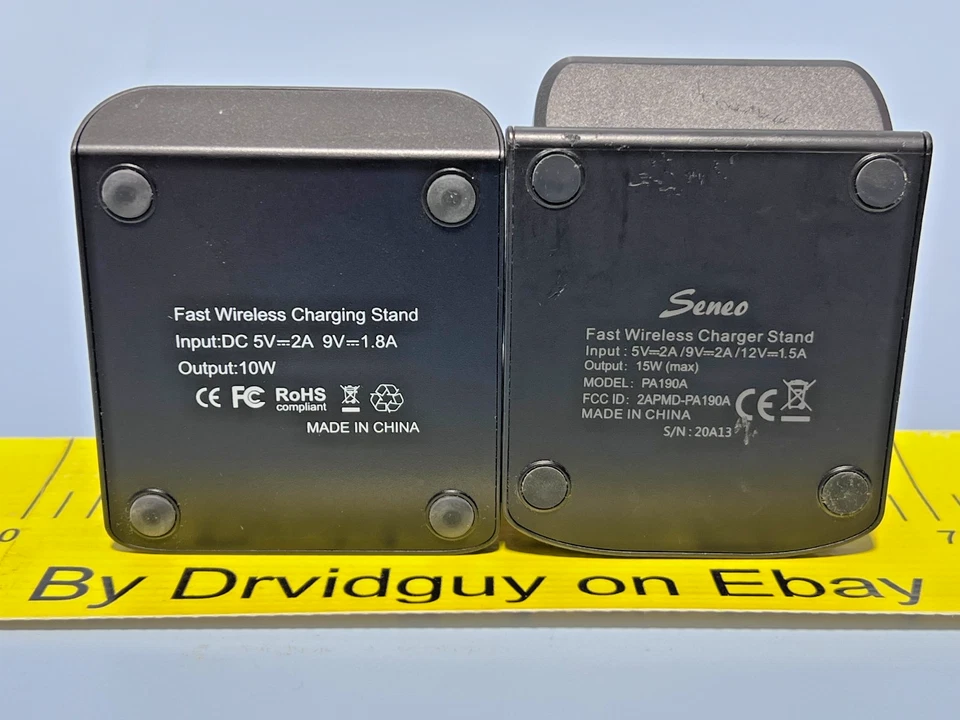 Fast Wireless Charging Stand
Input:DC 5V⎓2A 9V⎓1.8A
Output:10W
CE FC RoHS
compliant
MADE IN CHINA
Seneo
Fast Wireless Charger Stand
Input : 5V⎓2A /9V⎓2A /12V⎓1.5A
Output: 15W (max)
MODEL: PA190A
FCC ID: 2APMD-PA190A
CE
MADE IN CHINA
S/N : 20A13
0
7
By Drvidguy on Ebay